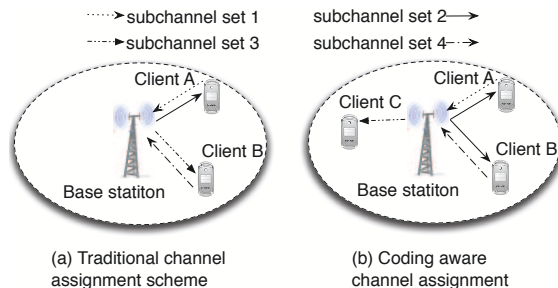 subchannel set 1
subchannel set 2
subchannel set 3
subchannel set 4
Client A
Client B
Base statiton
Client A
Client C
Client B
Base statiton
(a) Traditional channel
assignment scheme
(b) Coding aware
channel assignment